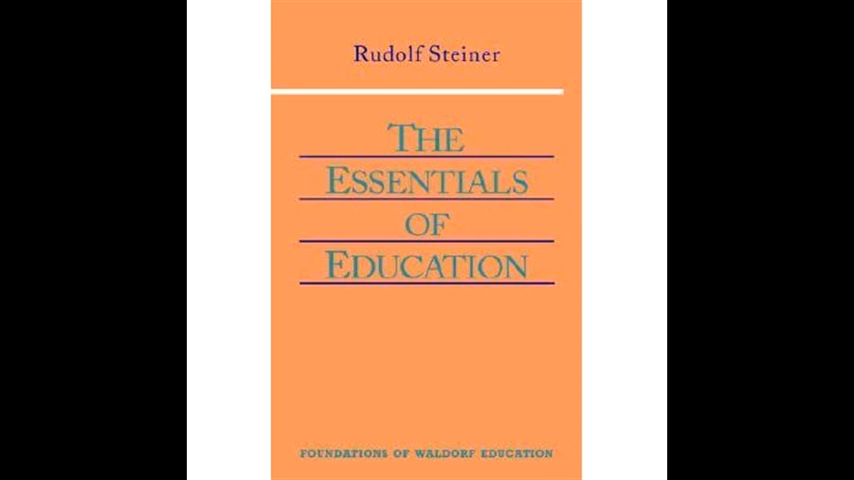 Rudolf Steiner
THE
ESSENTIALS
OF
EDUCATION
FOUNDATIONS OF WALDORF EDUCATION